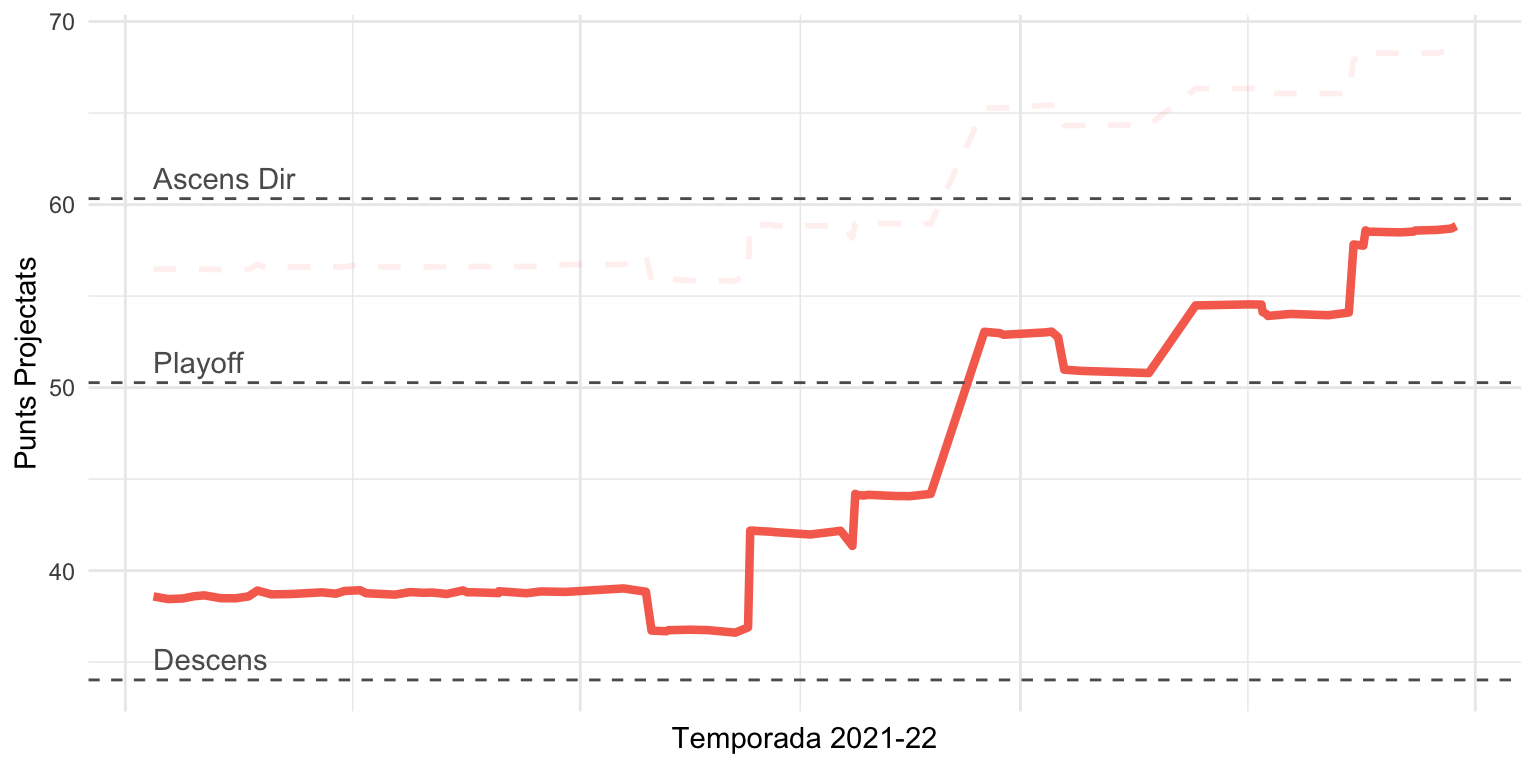 70
Ascens Dir
60
Playoff
50
40
Descens
Punts Projectats
Temporada 2021-22